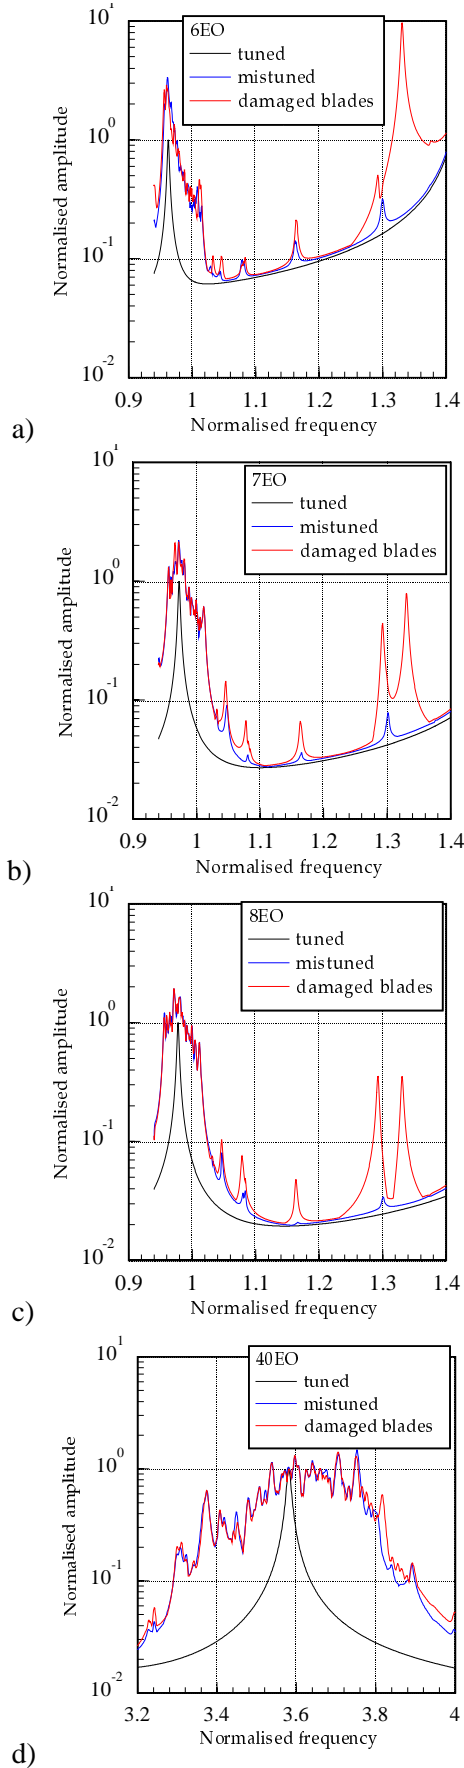 10¹
6EO
tuned
mistuned
damaged blades
10⁰
10⁻¹
10⁻²
Normalised amplitude
0.9 1 1.1 1.2 1.3 1.4
Normalised frequency
a)
10¹
7EO
tuned
mistuned
damaged blades
10⁰
10⁻¹
10⁻²
Normalised amplitude
0.9 1 1.1 1.2 1.3 1.4
Normalised frequency
b)
10¹
8EO
tuned
mistuned
damaged blades
10⁰
10⁻¹
10⁻²
Normalised amplitude
0.9 1 1.1 1.2 1.3 1.4
Normalised frequency
c)
10¹
40EO
tuned
mistuned
damaged blades
10⁰
10⁻¹
10⁻²
Normalised amplitude
3.2 3.4 3.6 3.8 4
Normalised frequency
d)